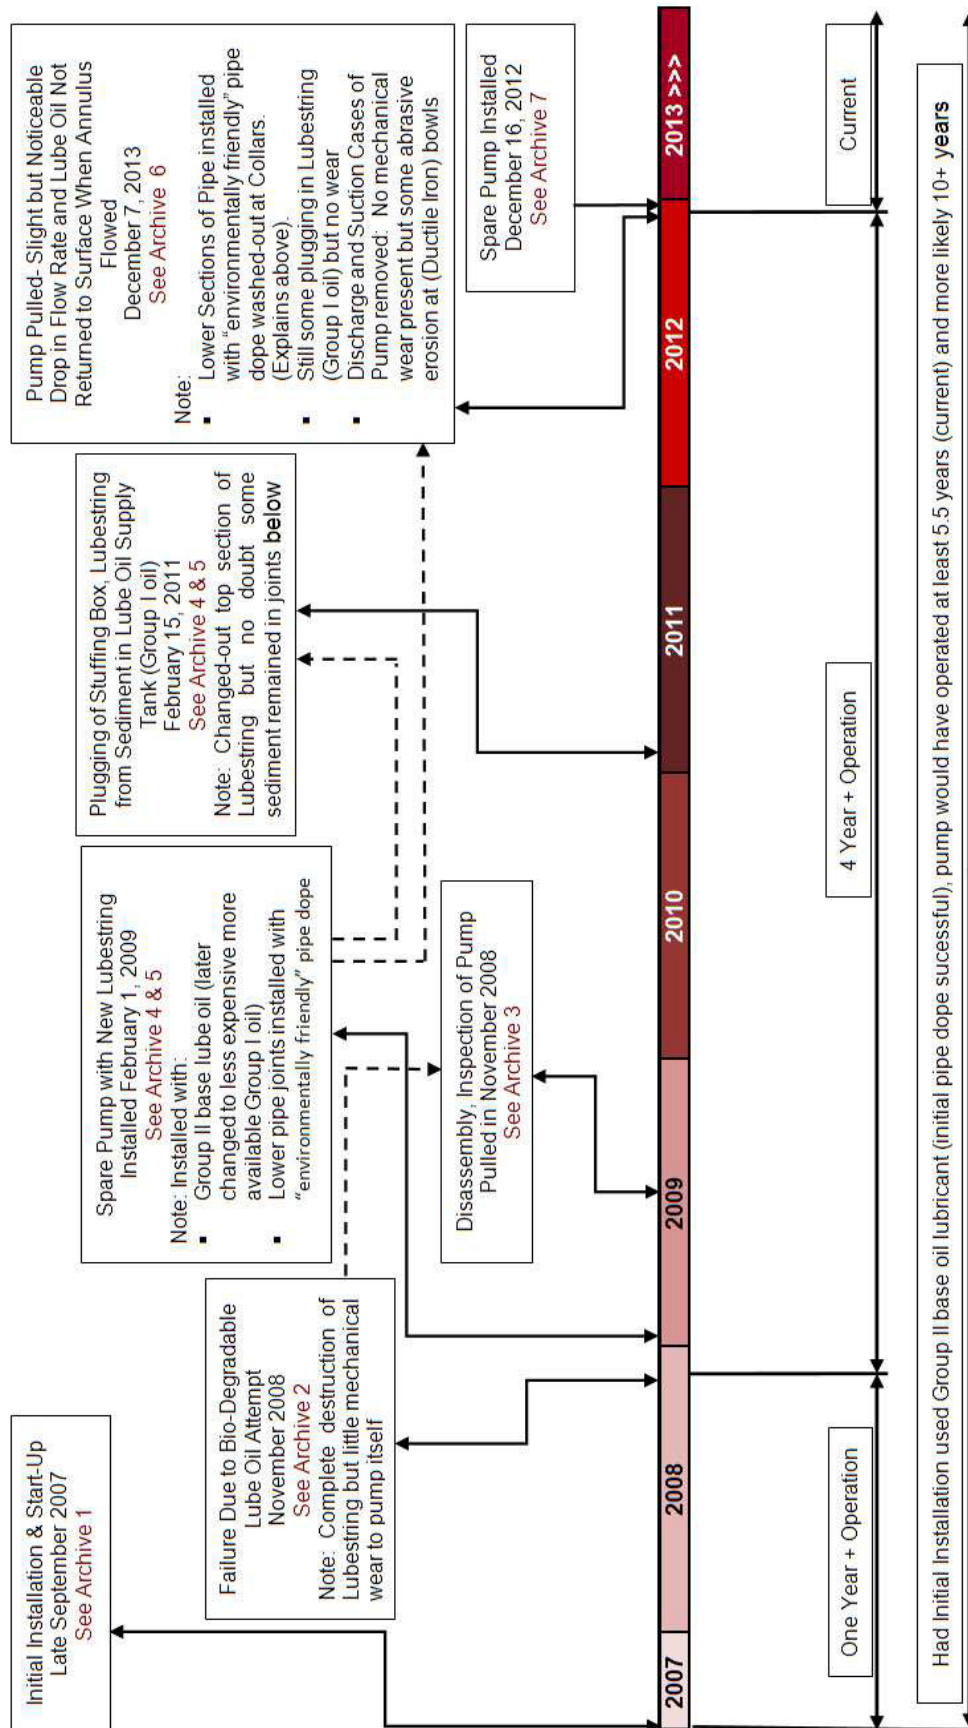 Initial Installation & Start-Up
Late September 2007
See Archive 1
Failure Due to Bio-Degradable
Lube Oil Attempt
November 2008
See Archive 2
Note: Complete destruction of
Lubestring but little mechanical
wear to pump itself
Spare Pump with New Lubestring
Installed February 1, 2009
See Archive 4 & 5
Note: Installed with:
▪ Group II base lube oil (later
changed to less expensive more
available Group I oil)
▪ Lower pipe joints installed with
“environmentally friendly” pipe dope
Disassembly, Inspection of Pump
Pulled in November 2008
See Archive 3
Plugging of Stuffing Box, Lubestring
from Sediment in Lube Oil Supply
Tank (Group I oil)
February 15, 2011
See Archive 4 & 5
Note: Changed-out top section of
Lubestring but no doubt some
sediment remained in joints below
Pump Pulled- Slight but Noticeable
Drop in Flow Rate and Lube Oil Not
Returned to Surface When Annulus
Flowed
December 7, 2013
See Archive 6
Note:
▪ Lower Sections of Pipe installed
with “environmentally friendly” pipe
dope washed-out at Collars.
(Explains above).
▪ Still some plugging in Lubestring
(Group I oil) but no wear
▪ Discharge and Suction Cases of
Pump removed: No mechanical
wear present but some abrasive
erosion at (Ductile Iron) bowls
Spare Pump Installed
December 16, 2012
See Archive 7
2007
2008
2009
2010
2011
2012
2013 >>>
One Year + Operation
4 Year + Operation
Current
Had Initial Installation used Group II base oil lubricant (initial pipe dope sucessful), pump would have operated at least 5.5 years (current) and more likely 10+ years